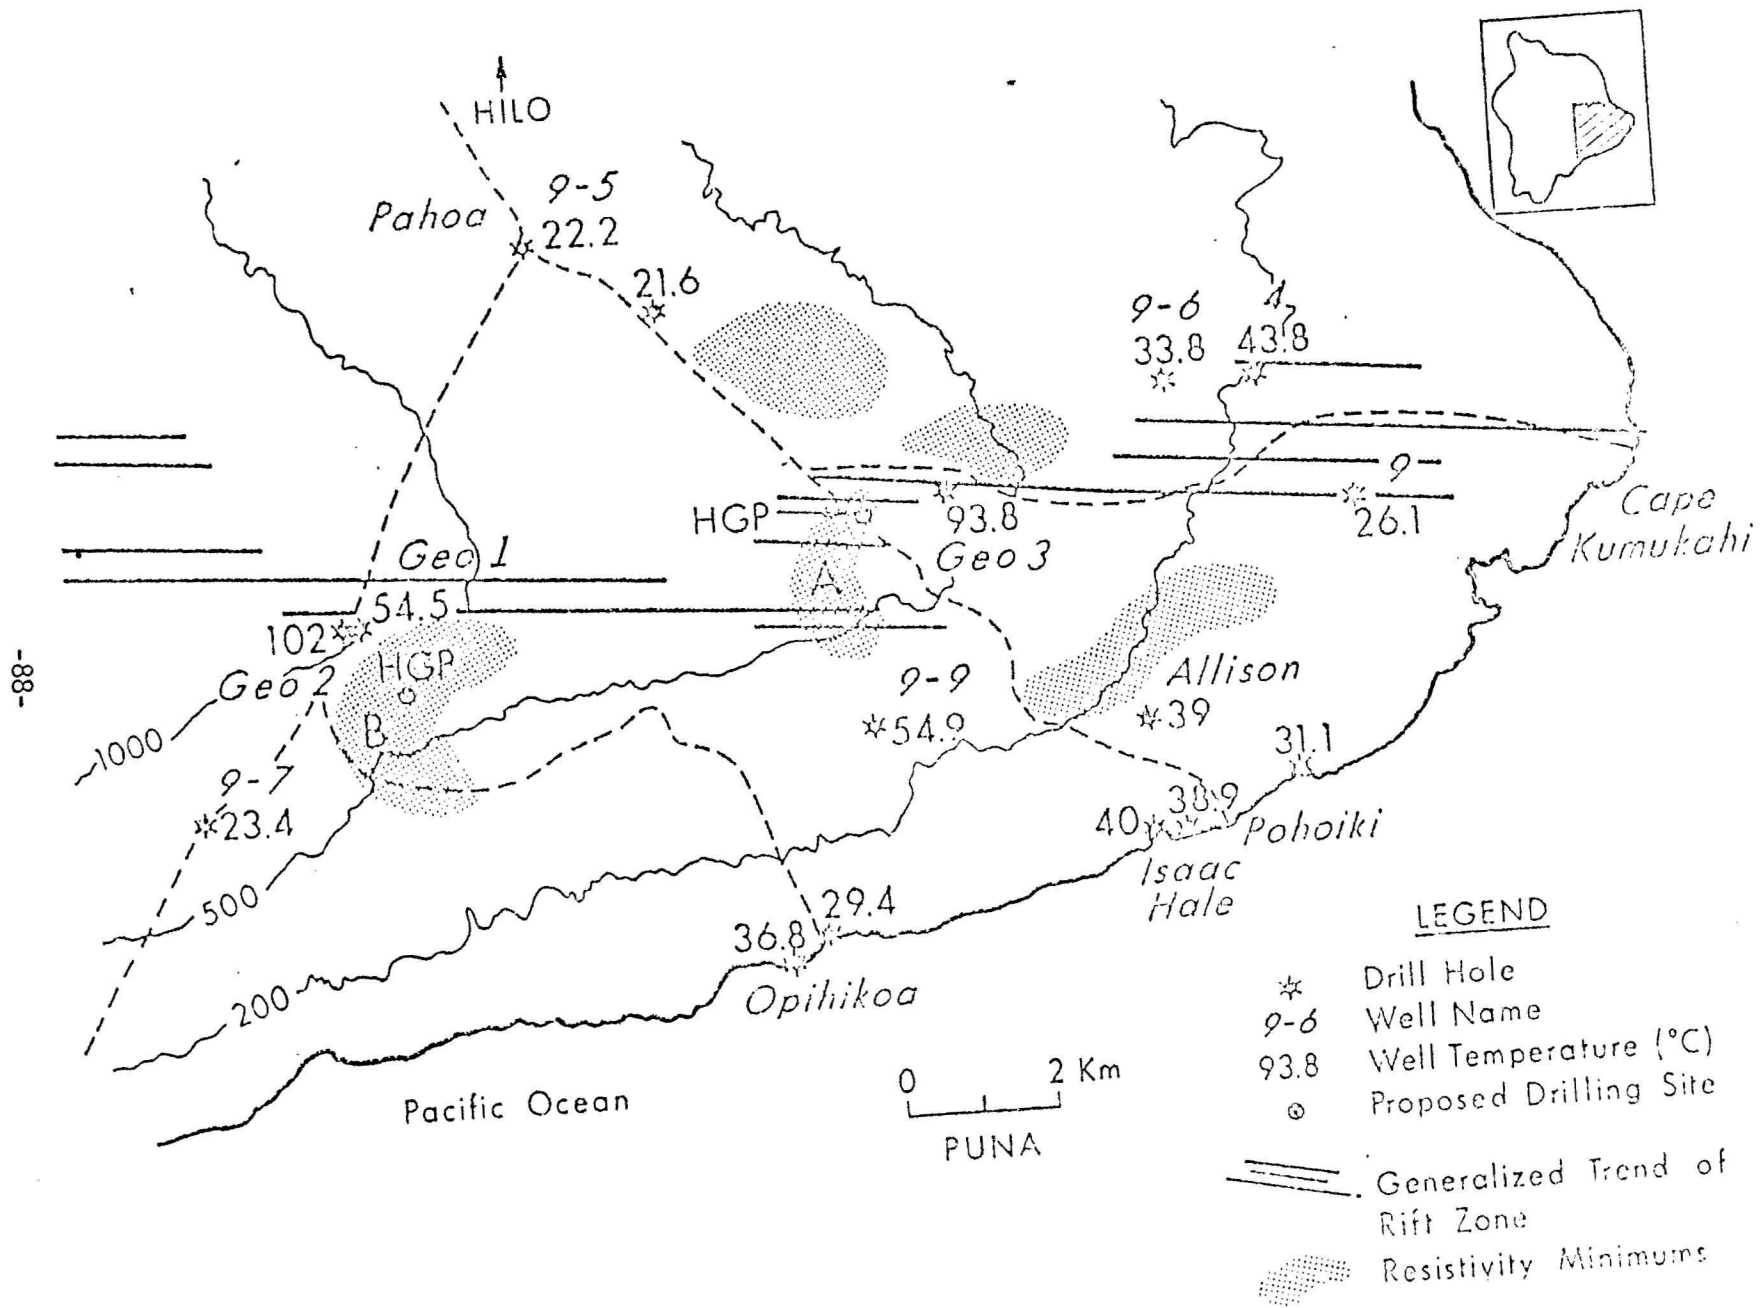 HILO
9-5
Pahoa
22.2
21.6
9-6
33.8
43.8
9
26.1
Cape
Kumukahi
HGP
93.8
Geo 3
Geo 1
A
54.5
102
HGP
Geo 2
B
1000
9-7
23.4
9-9
54.9
Allison
39
31.1
38.9
40
Pohoiki
Isaac
Hale
500
29.4
36.8
Opihikoa
200
Pacific Ocean
0 2 Km
PUNA
LEGEND
Drill Hole
9-6 Well Name
93.8 Well Temperature (°C)
Proposed Drilling Site
Generalized Trend of
Rift Zone
Resistivity Minimums
-88-